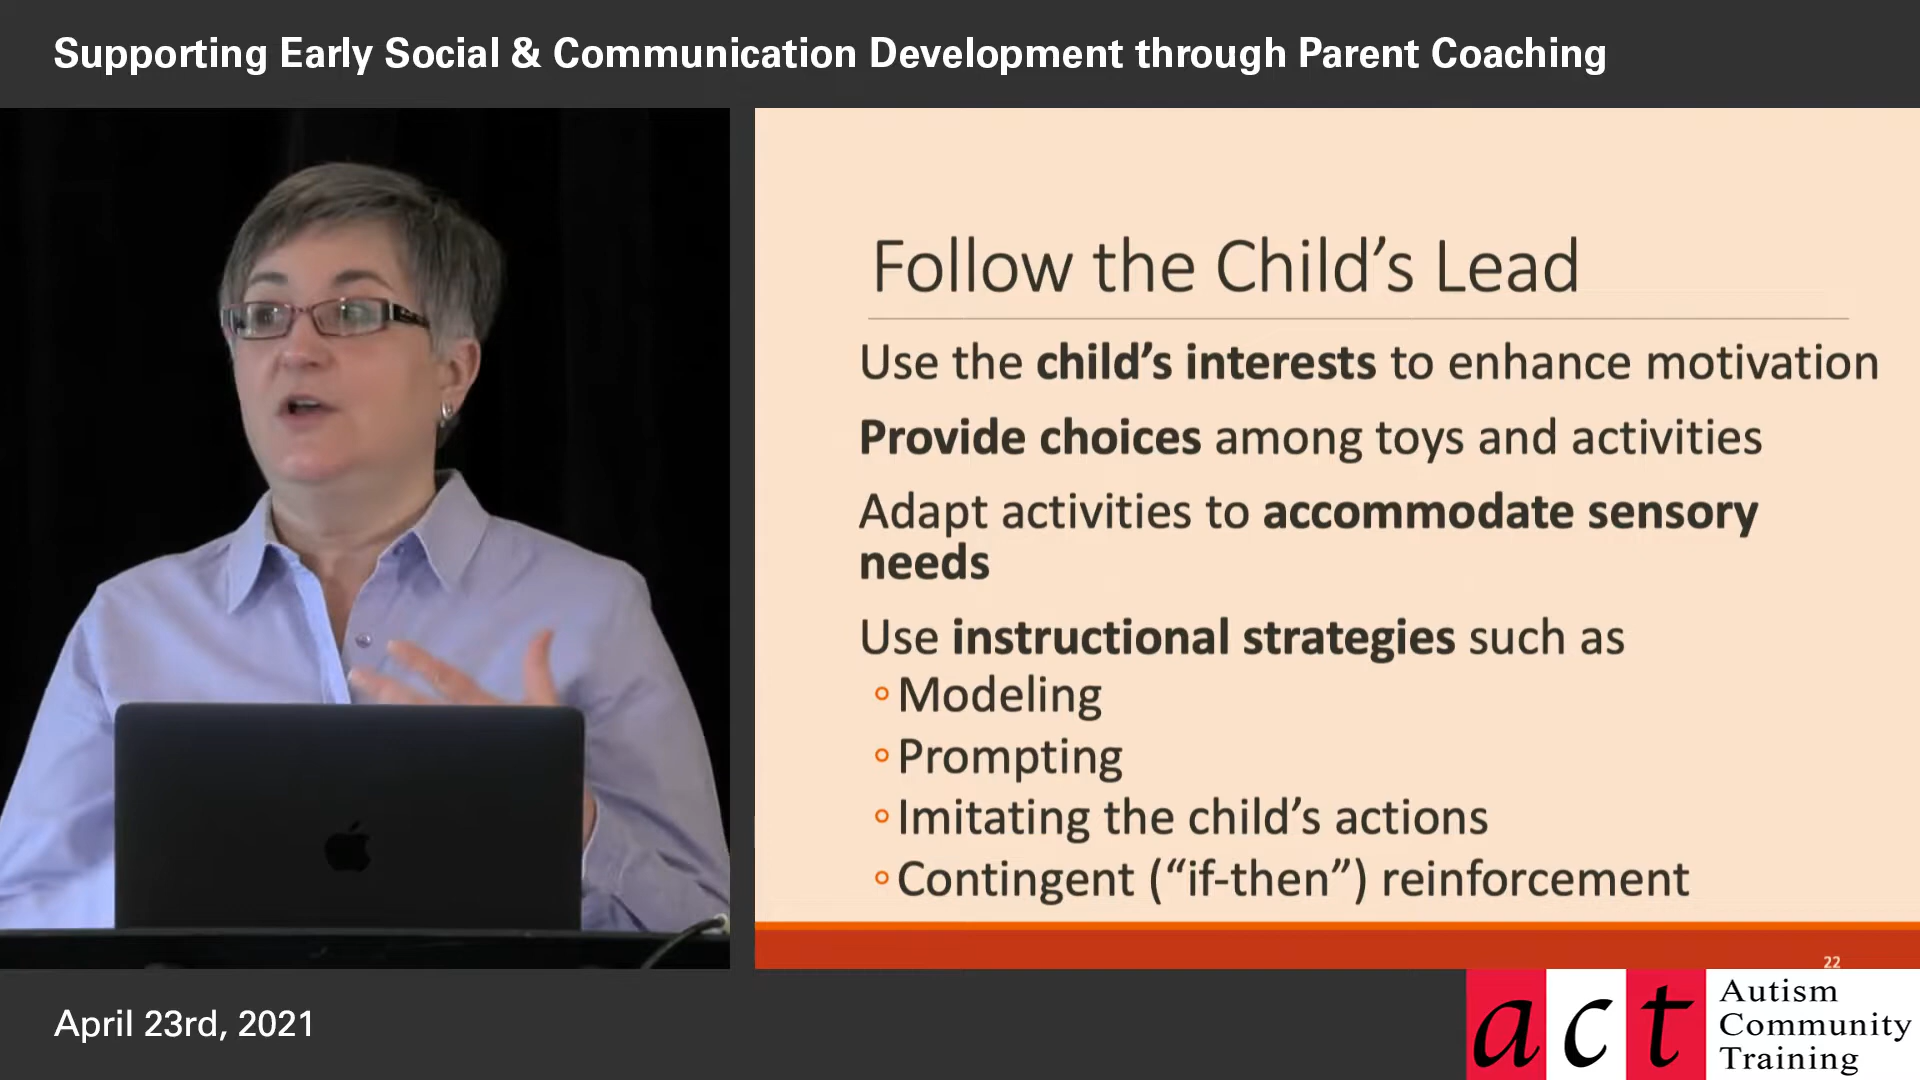 Supporting Early Social & Communication Development through Parent Coaching
Follow the Child’s Lead
Use the child’s interests to enhance motivation
Provide choices among toys and activities
Adapt activities to accommodate sensory
needs
Use instructional strategies such as
◦Modeling
◦Prompting
◦Imitating the child’s actions
◦Contingent (“if-then”) reinforcement
22
April 23rd, 2021
act
Autism
Community
Training